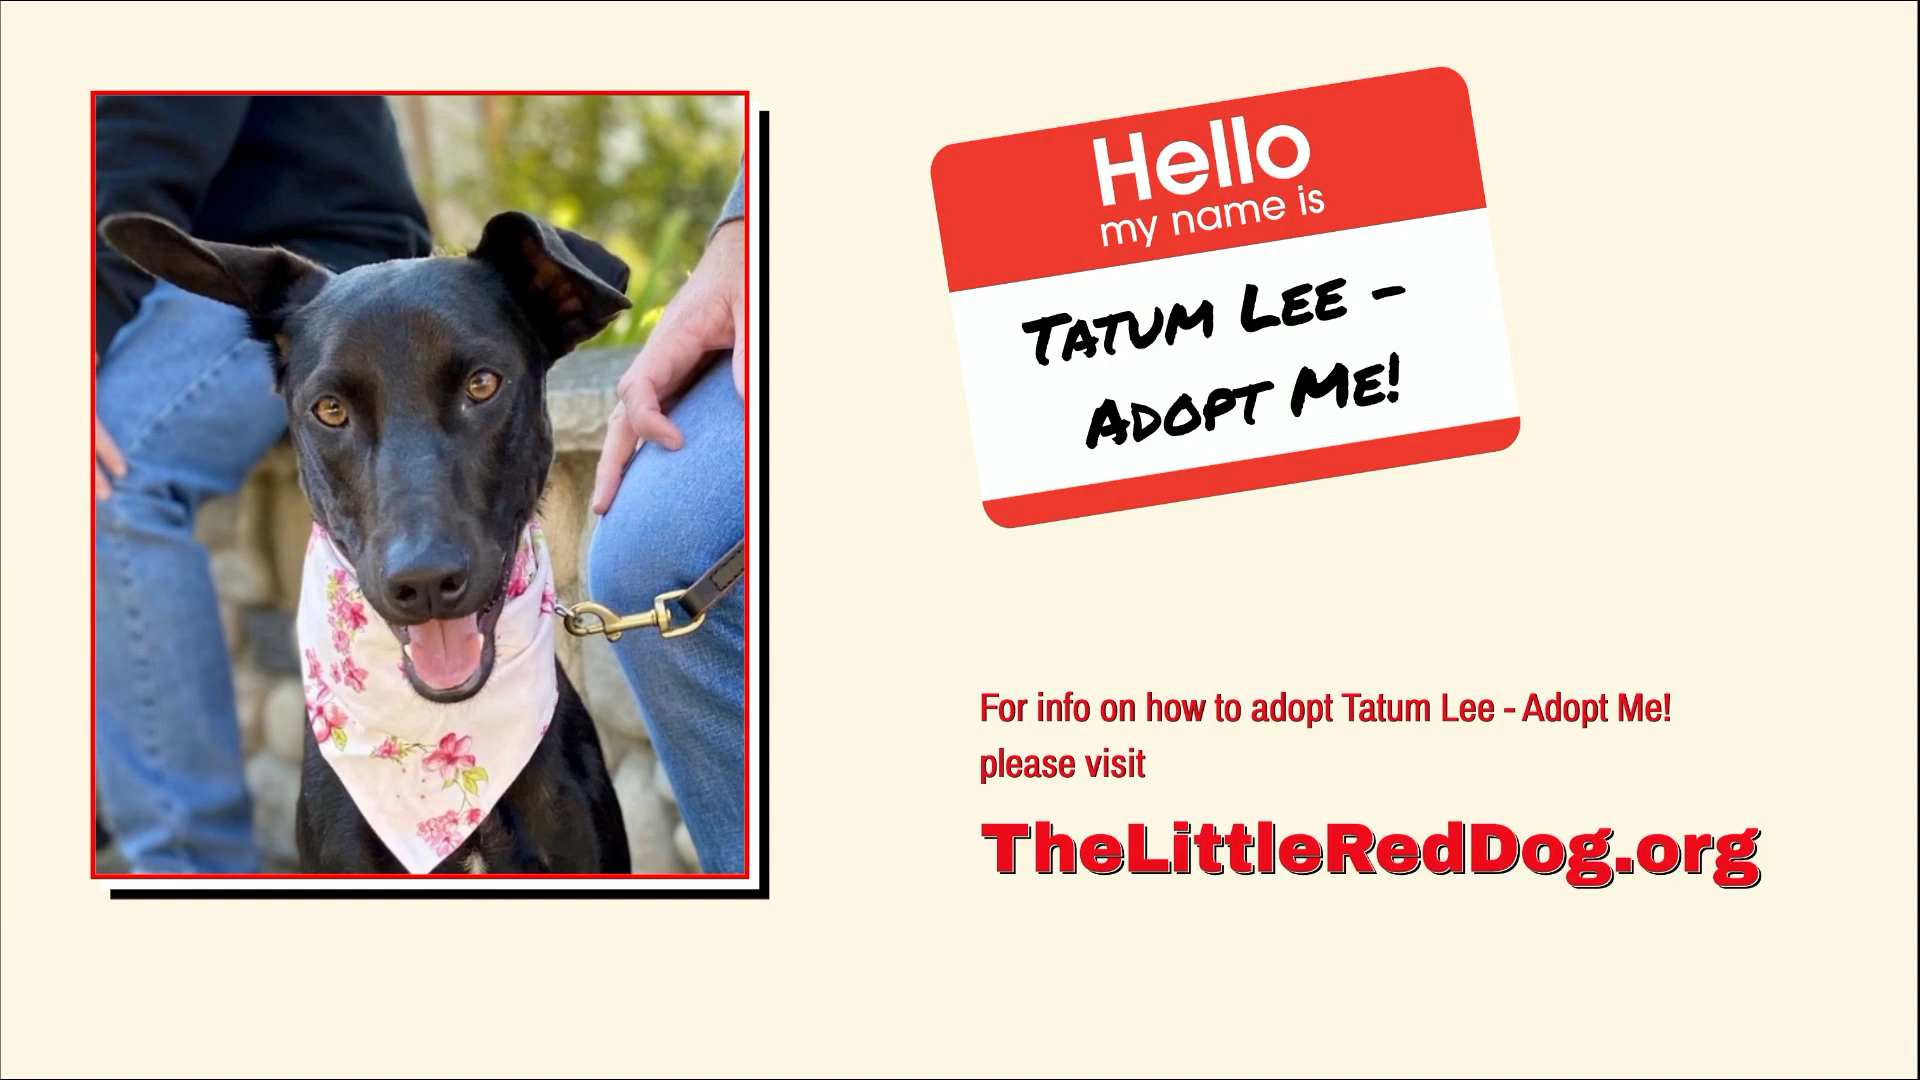 Hello
my name is
Tatum Lee -
Adopt Me!
For info on how to adopt Tatum Lee - Adopt Me!
please visit
TheLittleRedDog.org